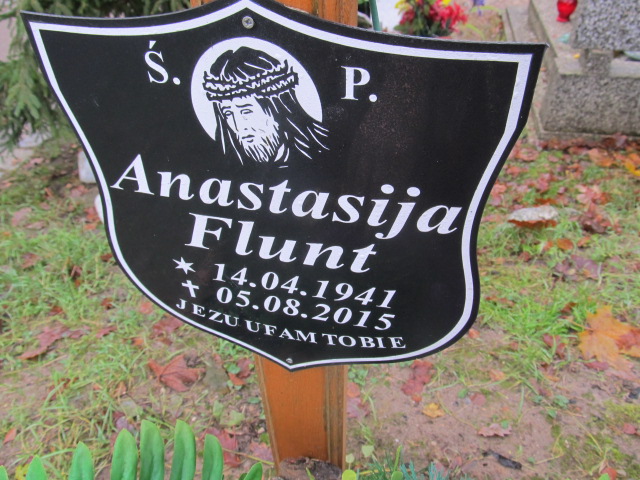 Ś. P.
Anastasija
Flunt
* 14.04.1941
✝ 05.08.2015
JEZU UFAM TOBIE